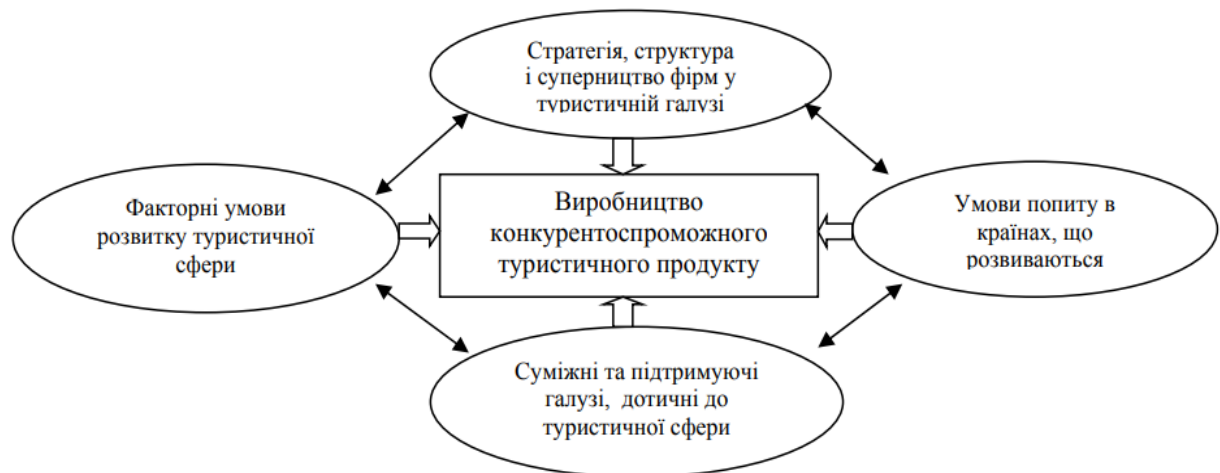 Стратегія, структура
і суперництво фірм у
туристичній галузі
Факторні умови
розвитку туристичної
сфери
Виробництво
конкурентоспроможного
туристичного продукту
Умови попиту в
країнах, що
розвиваються
Суміжні та підтримуючі
галузі, дотичні до
туристичної сфери